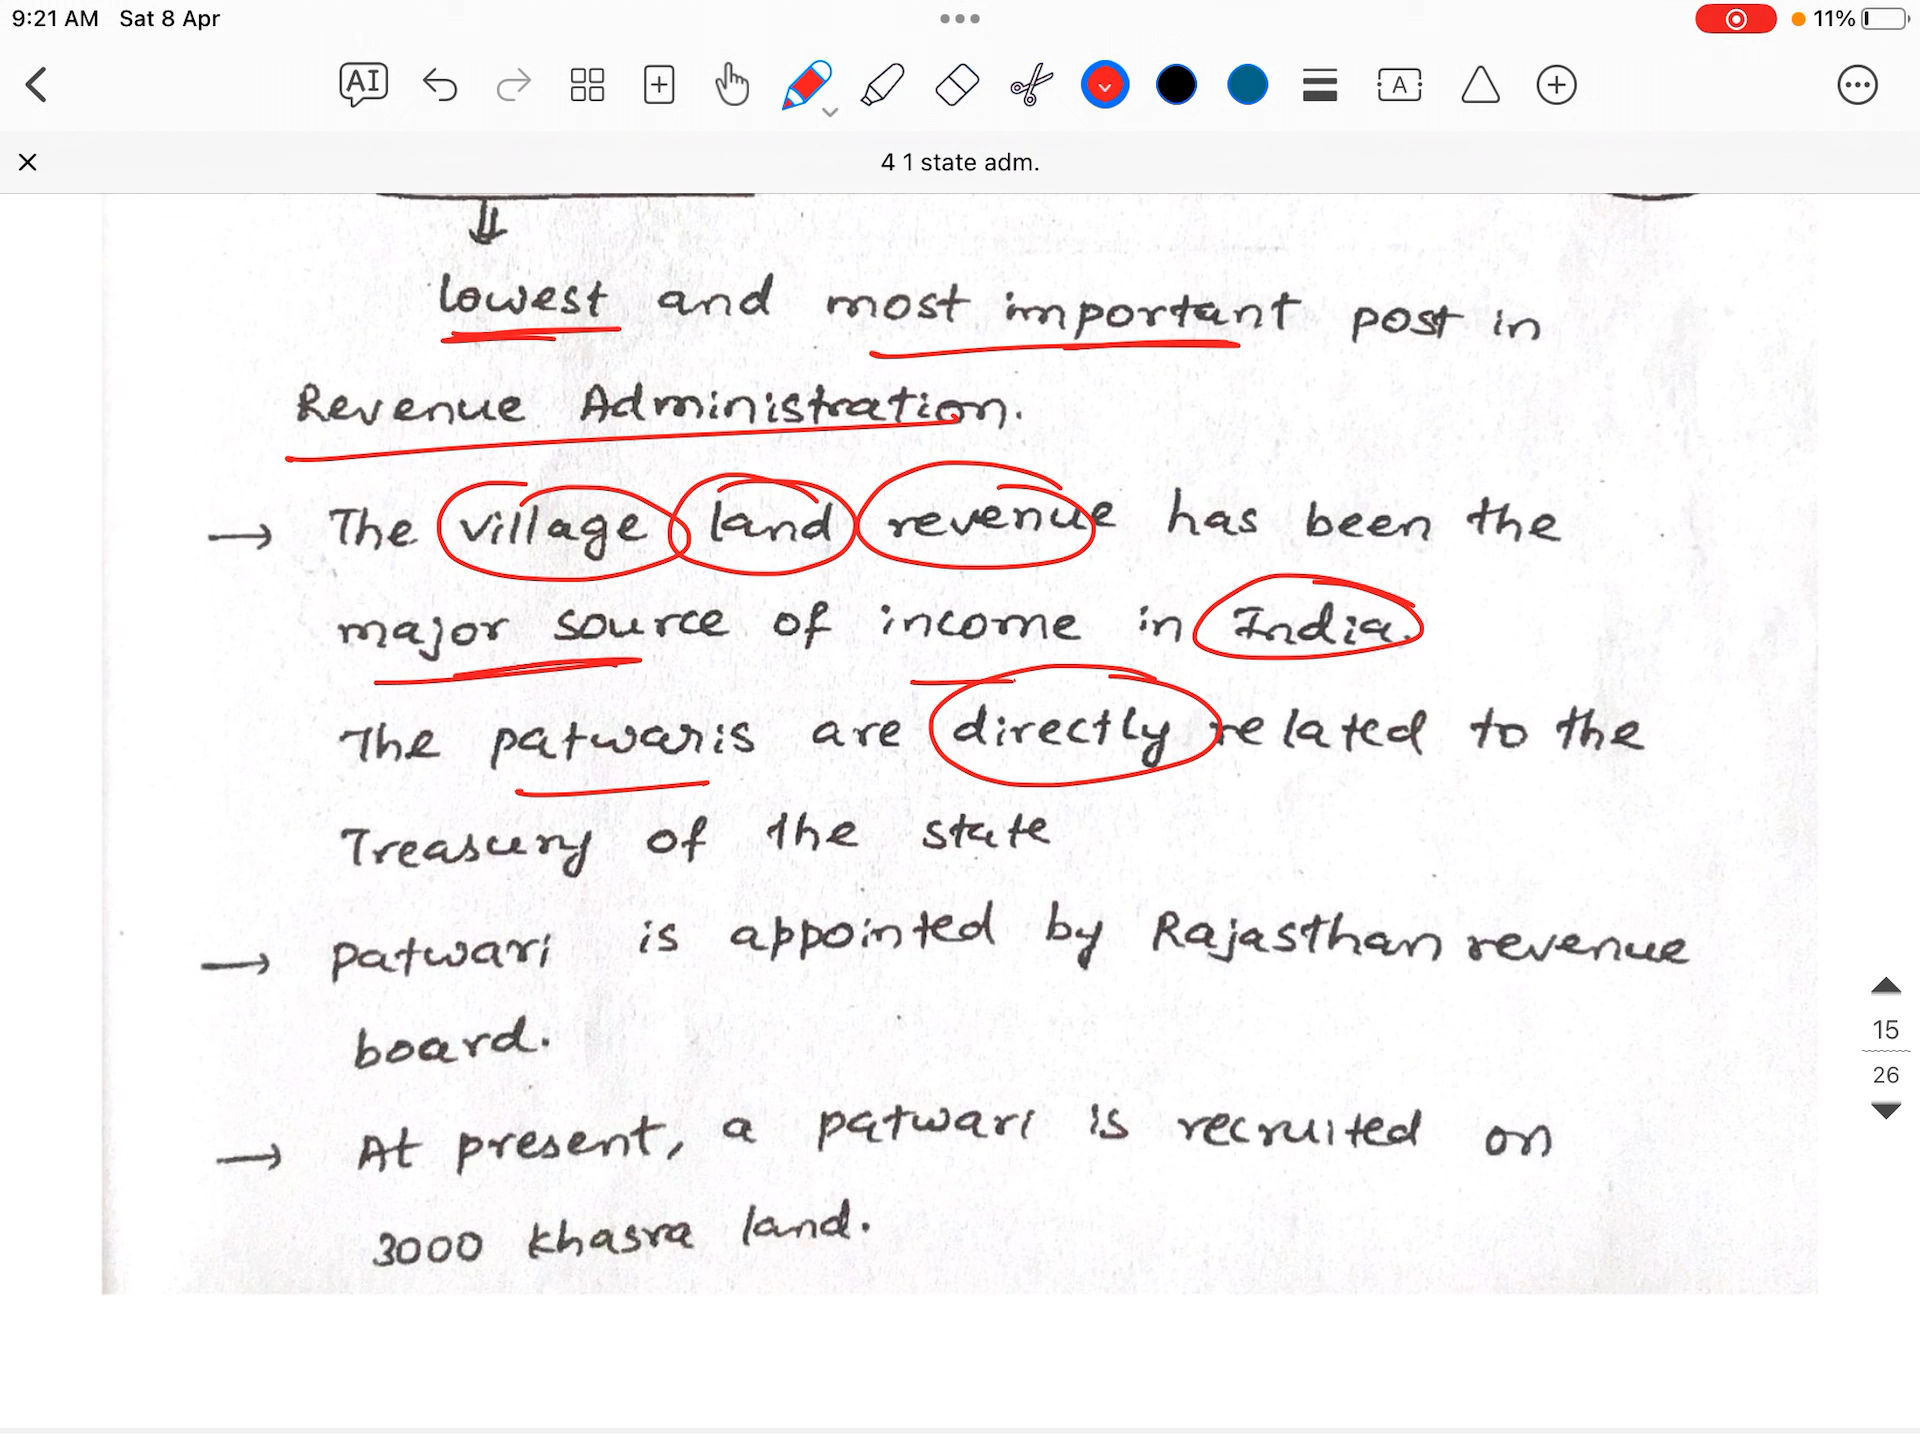 9:21 AM Sat 8 Apr
11%
AI
A
4 1 state adm.
lowest and most important post in
Revenue Administration.
→ The village land revenue has been the
major source of income in India.
The patwaris are directly related to the
Treasury of the state
→ patwari is appointed by Rajasthan revenue
board.
→ At present, a patwari is recruited on
3000 khasra land.
15
26